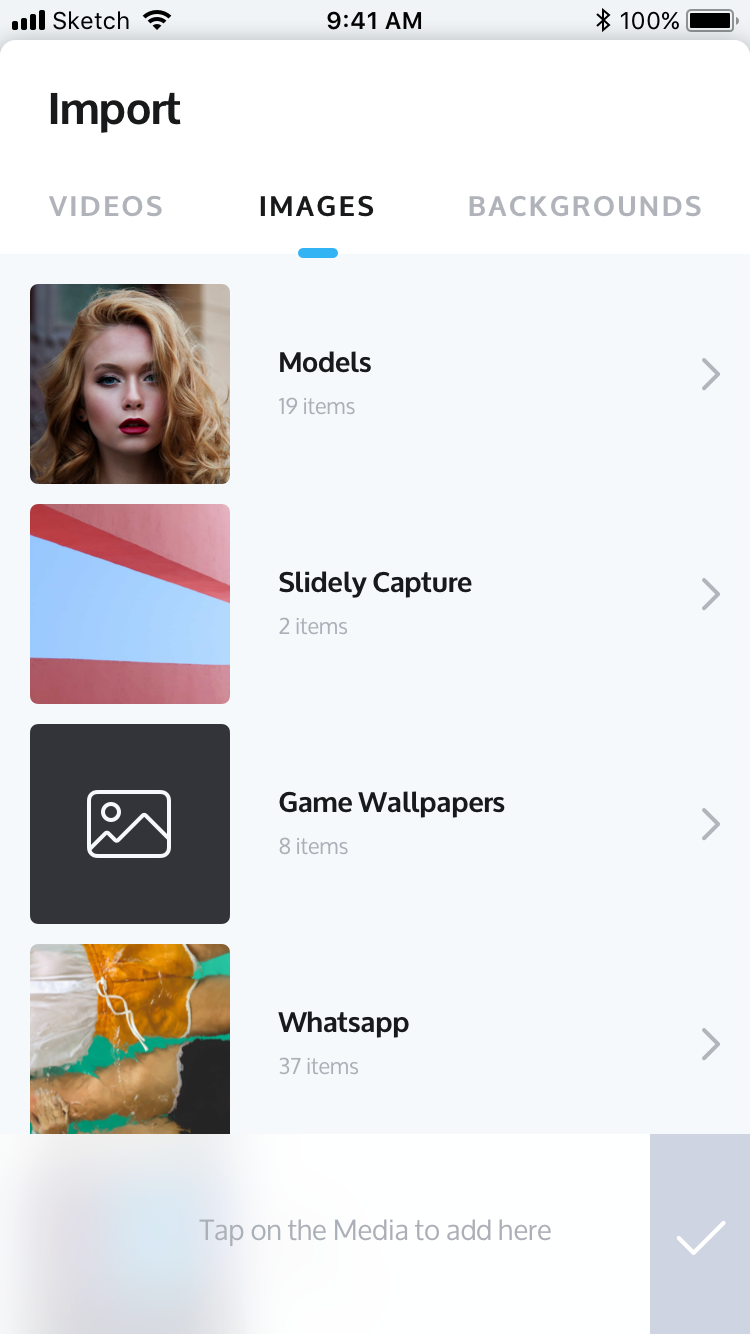 Sketch 9:41 AM 100%
Import
VIDEOS IMAGES BACKGROUNDS
Models
19 items
Slidely Capture
2 items
Game Wallpapers
8 items
Whatsapp
37 items
Tap on the Media to add here